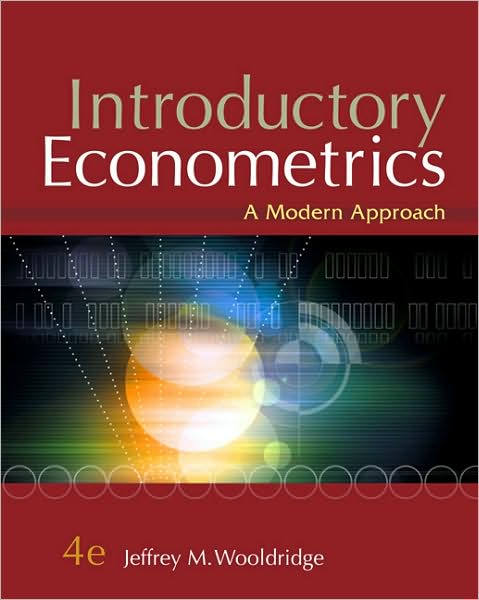 Introductory
Econometrics
A Modern Approach
4e Jeffrey M. Wooldridge